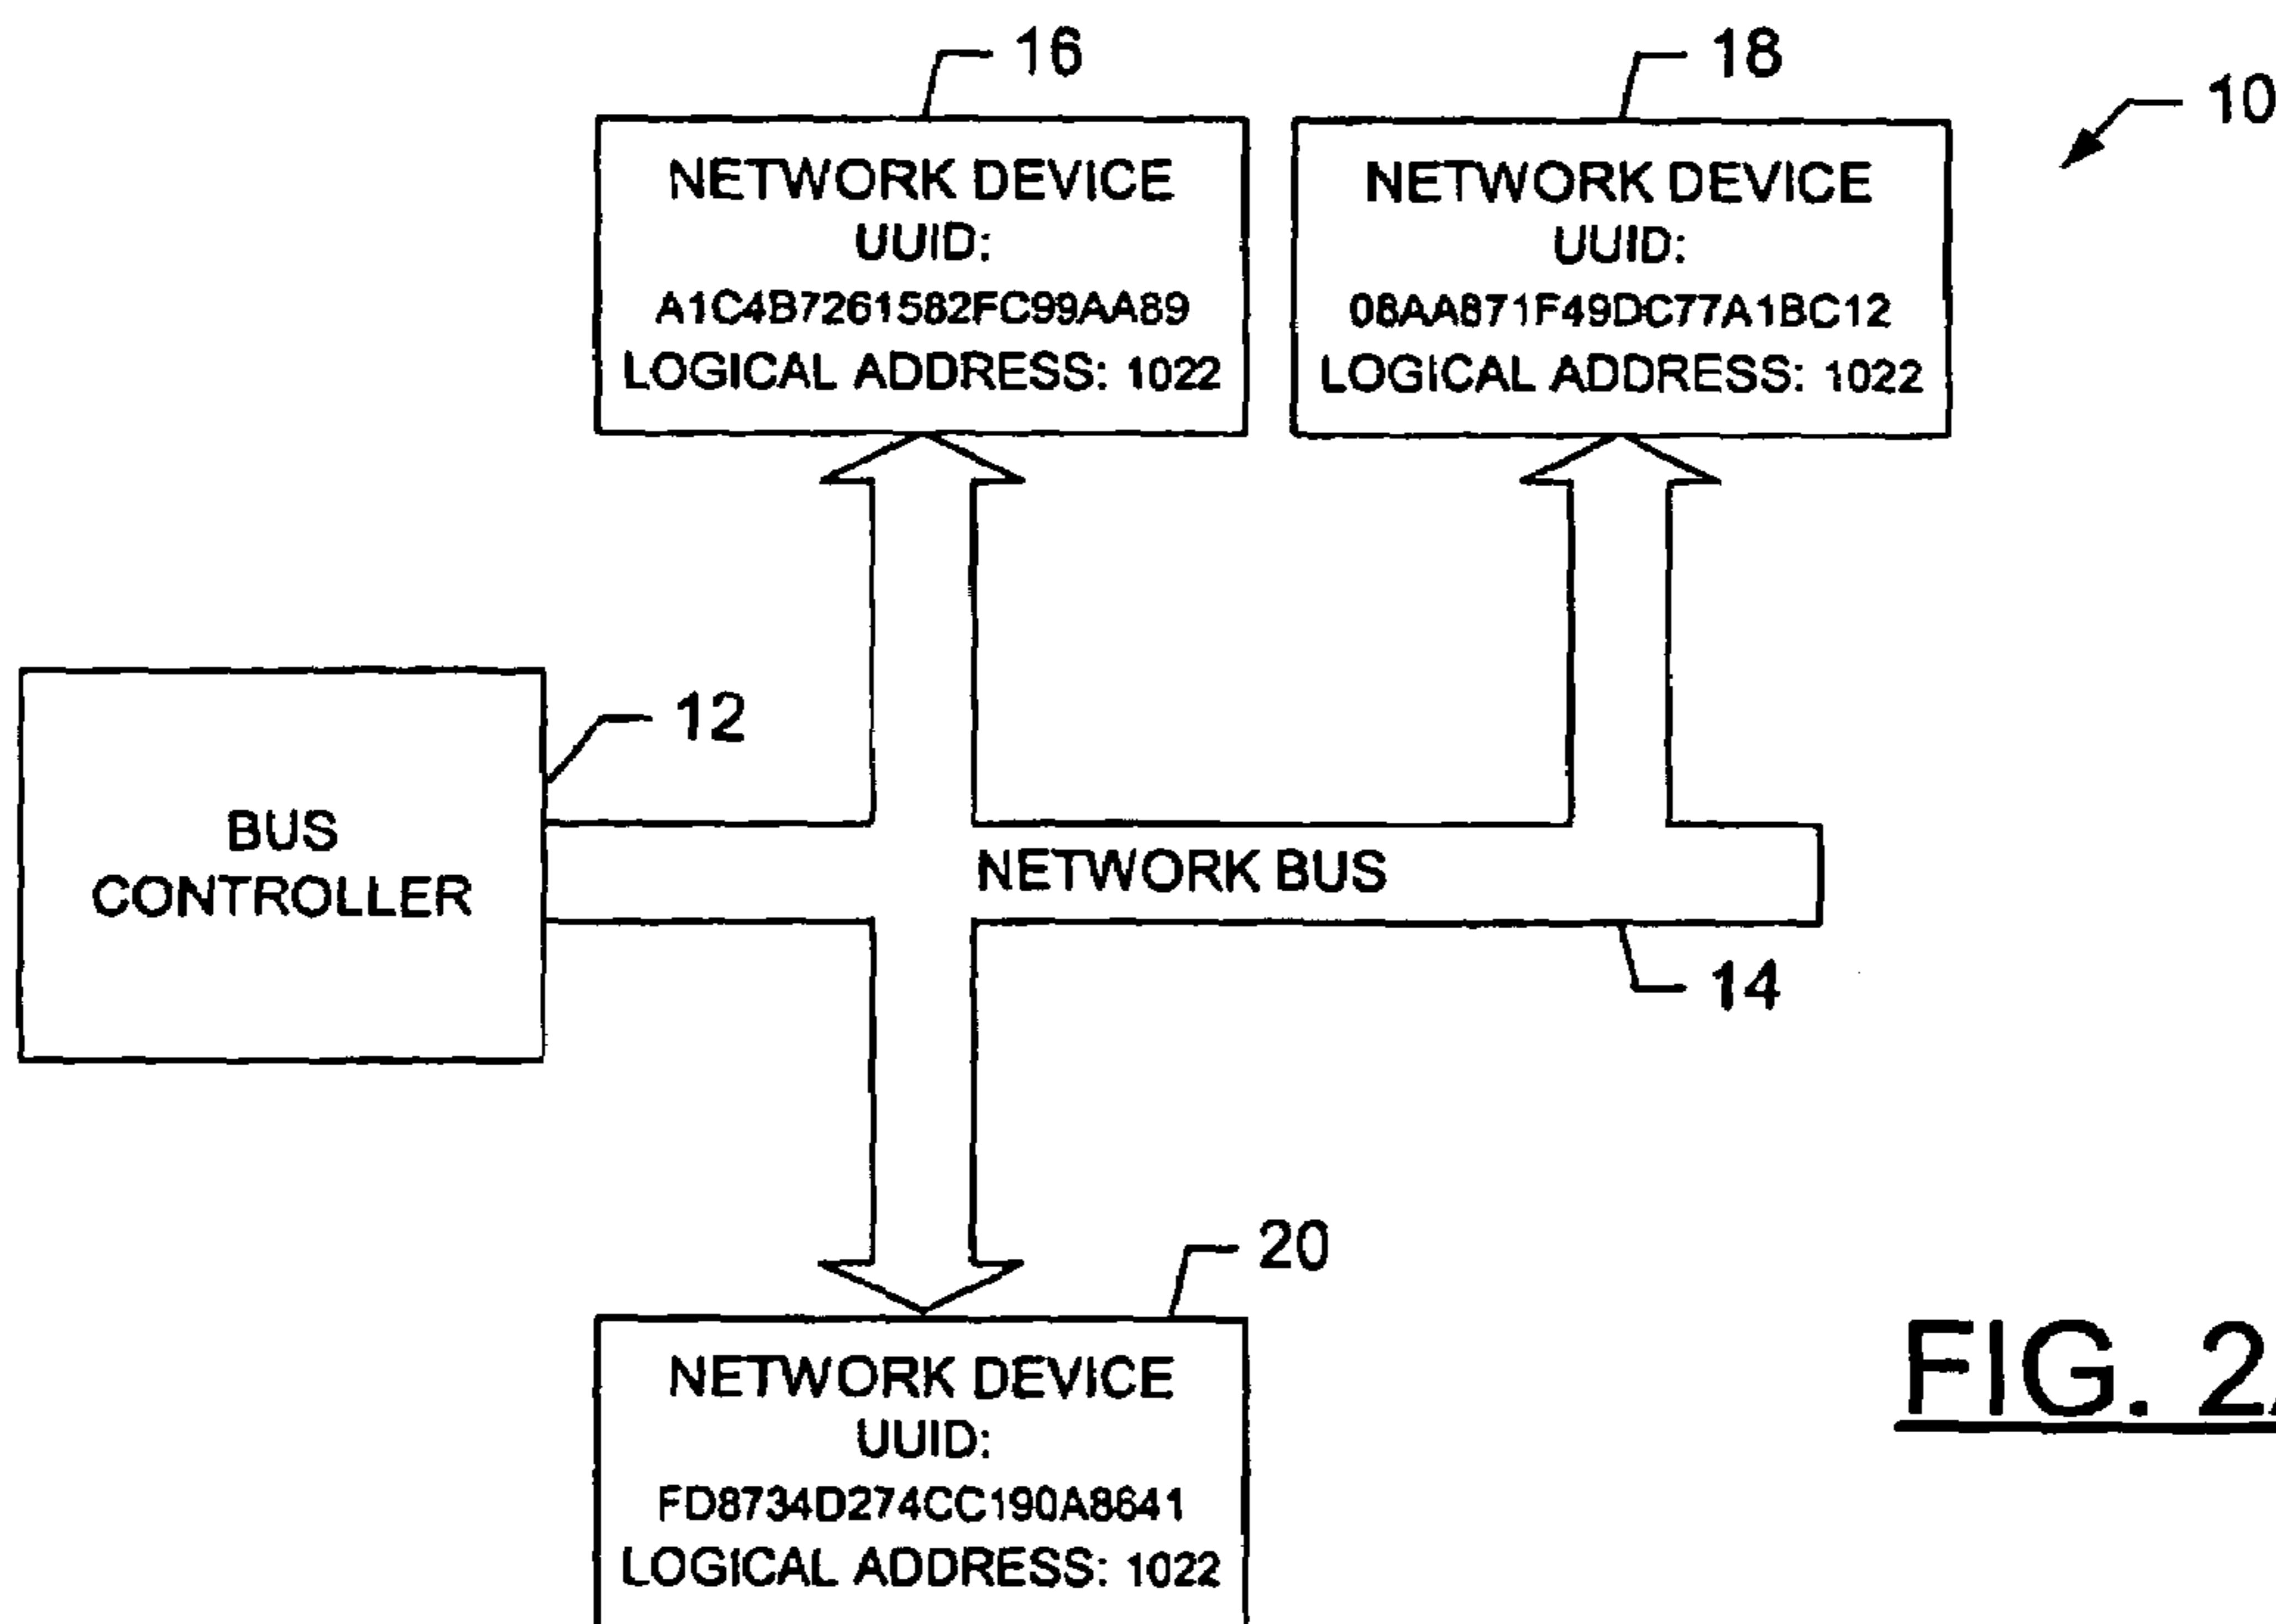 16
18
10
NETWORK DEVICE
UUID:
A1C4B7261582FC99AA89
LOGICAL ADDRESS: 1022
NETWORK DEVICE
UUID:
08AA871F49DC77A1BC12
LOGICAL ADDRESS: 1022
12
BUS
CONTROLLER
NETWORK BUS
14
20
NETWORK DEVICE
UUID:
FD8734D274CC190A8641
LOGICAL ADDRESS: 1022
FIG.